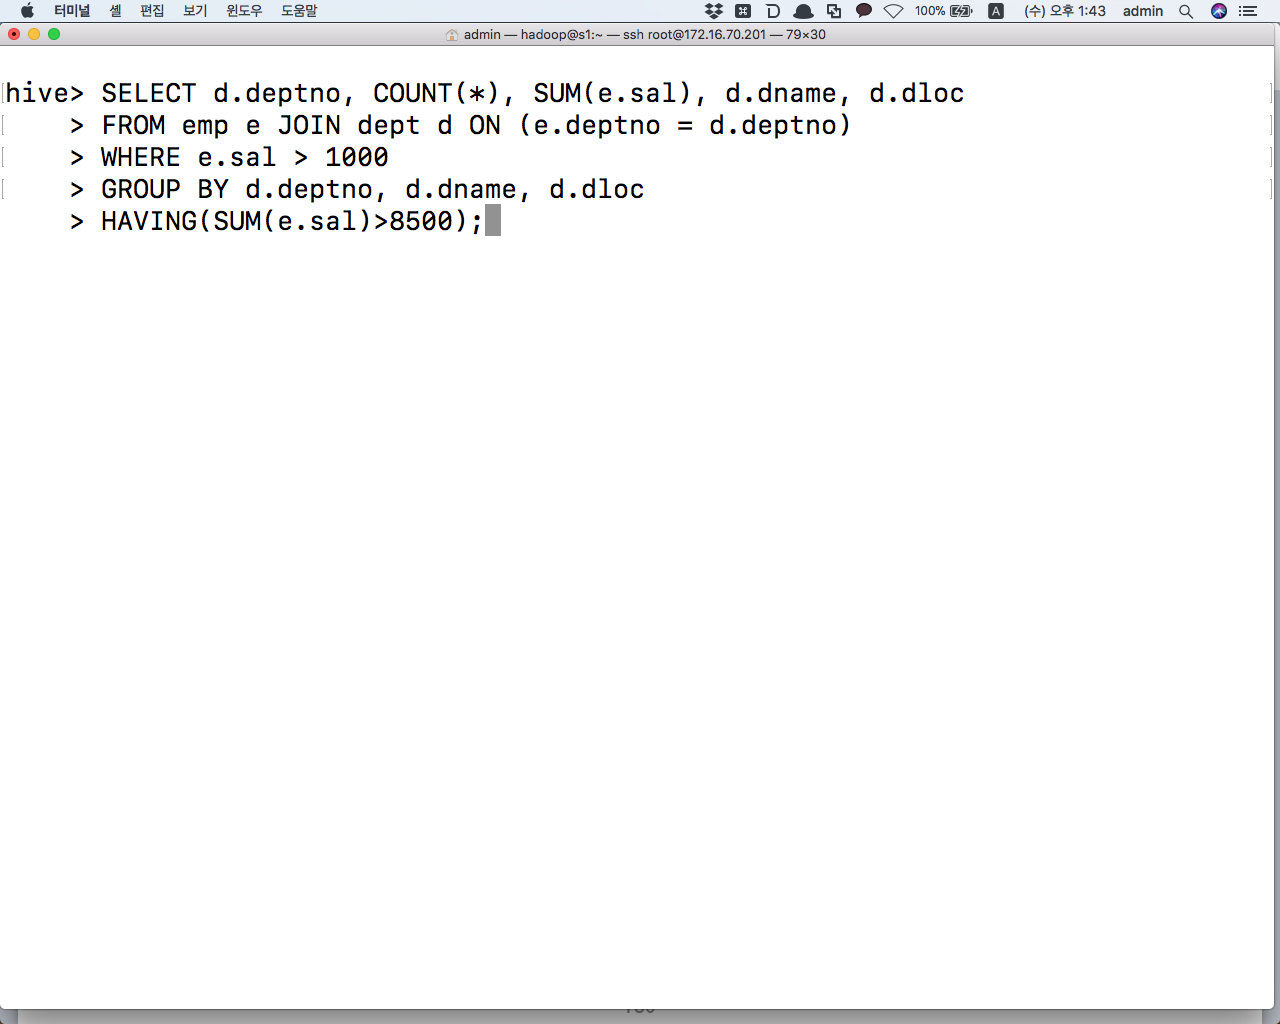 터미널 셸 편집 보기 윈도우 도움말 100% A (수) 오후 1:43 admin
admin — hadoop@s1:~ — ssh root@172.16.70.201 — 79×30
hive> SELECT d.deptno, COUNT(*), SUM(e.sal), d.dname, d.dloc
> FROM emp e JOIN dept d ON (e.deptno = d.deptno)
> WHERE e.sal > 1000
> GROUP BY d.deptno, d.dname, d.dloc
> HAVING(SUM(e.sal)>8500);